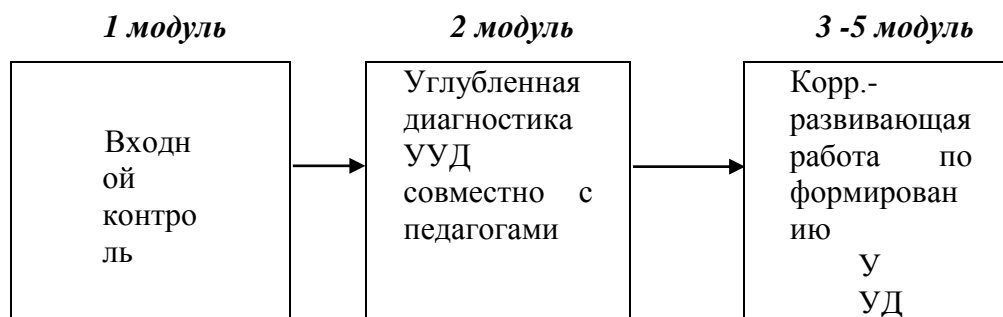 1 модуль
2 модуль
3 -5 модуль
Входн
ой
контро
ль
Углубленная
диагностика
УУД
совместно с
педагогами
Корр.-
развивающая
работа по
формирован
ию
У
УД